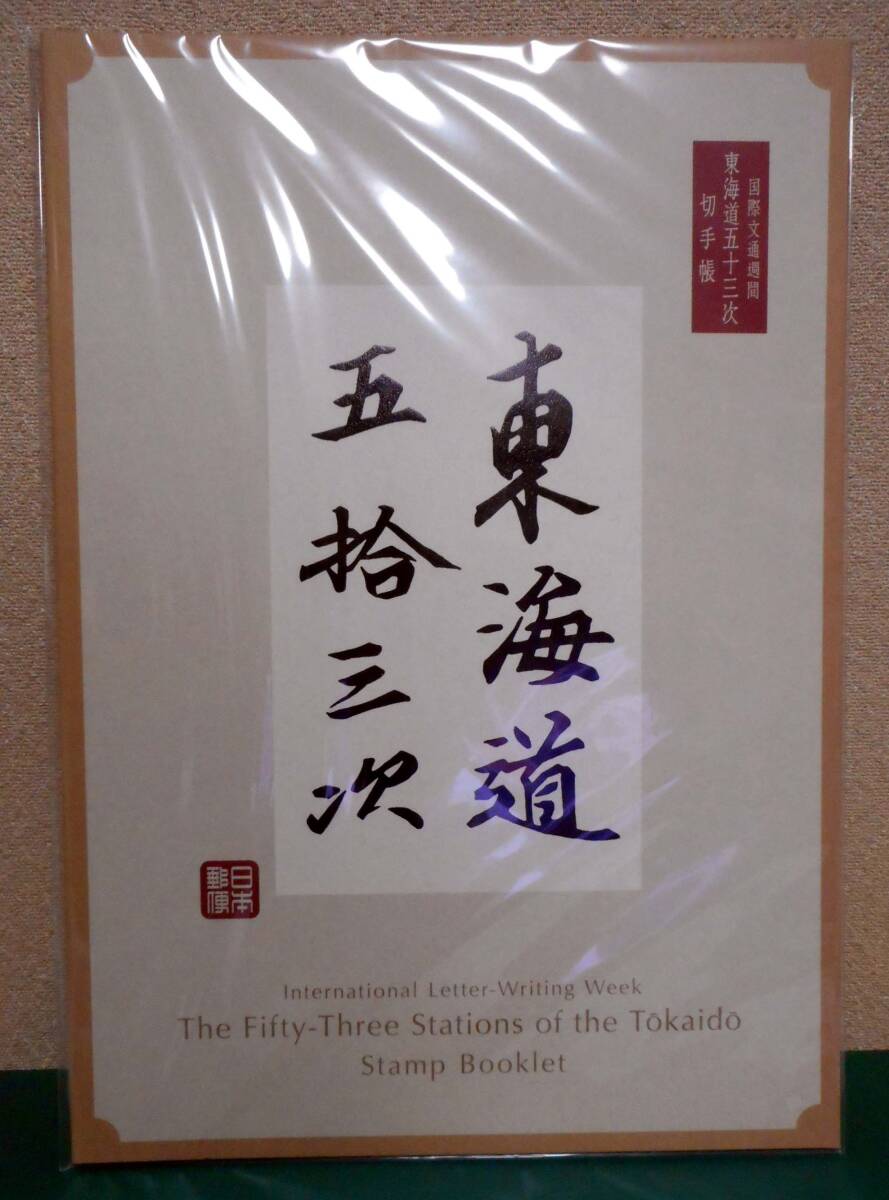 国際文通週間
東海道五十三次
切手帳
東海道
五拾三次
日本
郵便
International Letter-Writing Week
The Fifty-Three Stations of the Tōkaidō
Stamp Booklet